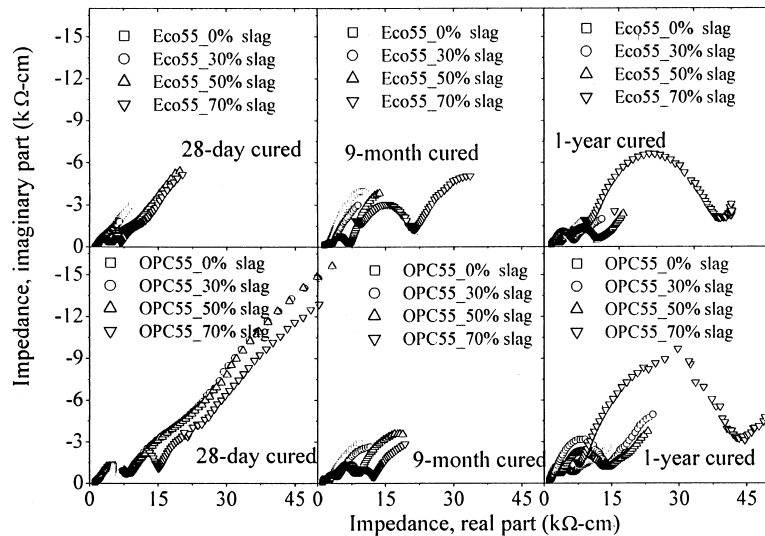 Impedance, imaginary part (kΩ-cm)
-15
-12
-9
-6
-3
0
Eco55_0% slag
Eco55_30% slag
Eco55_50% slag
Eco55_70% slag
28-day cured
Eco55_0% slag
Eco55_30% slag
Eco55_50% slag
Eco55_70% slag
9-month cured
Eco55_0% slag
Eco55_30% slag
Eco55_50% slag
Eco55_70% slag
1-year cured
-15
-12
-9
-6
-3
0
OPC55_0% slag
OPC55_30% slag
OPC55_50% slag
OPC55_70% slag
28-day cured
OPC55_0% slag
OPC55_30% slag
OPC55_50% slag
OPC55_70% slag
9-month cured
OPC55_0% slag
OPC55_30% slag
OPC55_50% slag
OPC55_70% slag
1-year cured
0 15 30 45 0 15 30 45 0 15 30 45
Impedance, real part (kΩ-cm)